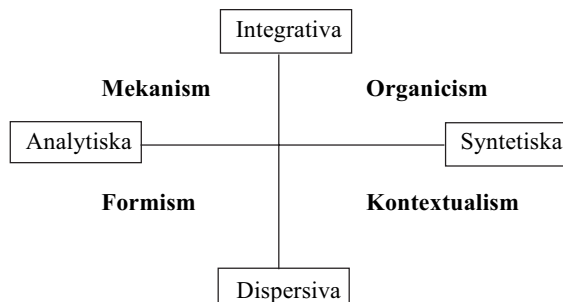 Integrativa
Mekanism Organicism
Analytiska Syntetiska
Formism Kontextualism
Dispersiva